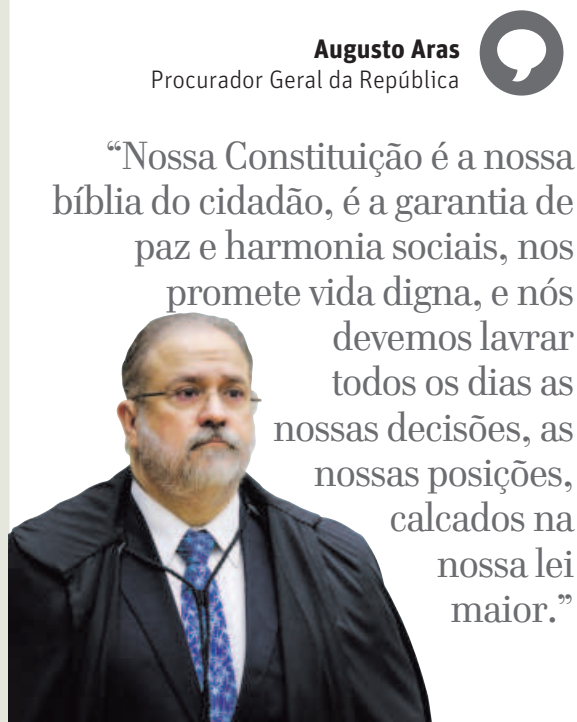 Augusto Aras
Procurador Geral da República
“Nossa Constituição é a nossa
bíblia do cidadão, é a garantia de
paz e harmonia sociais, nos
promete vida digna, e nós
devemos lavrar
todos os dias as
nossas decisões, as
nossas posições,
calcados na
nossa lei
maior.”